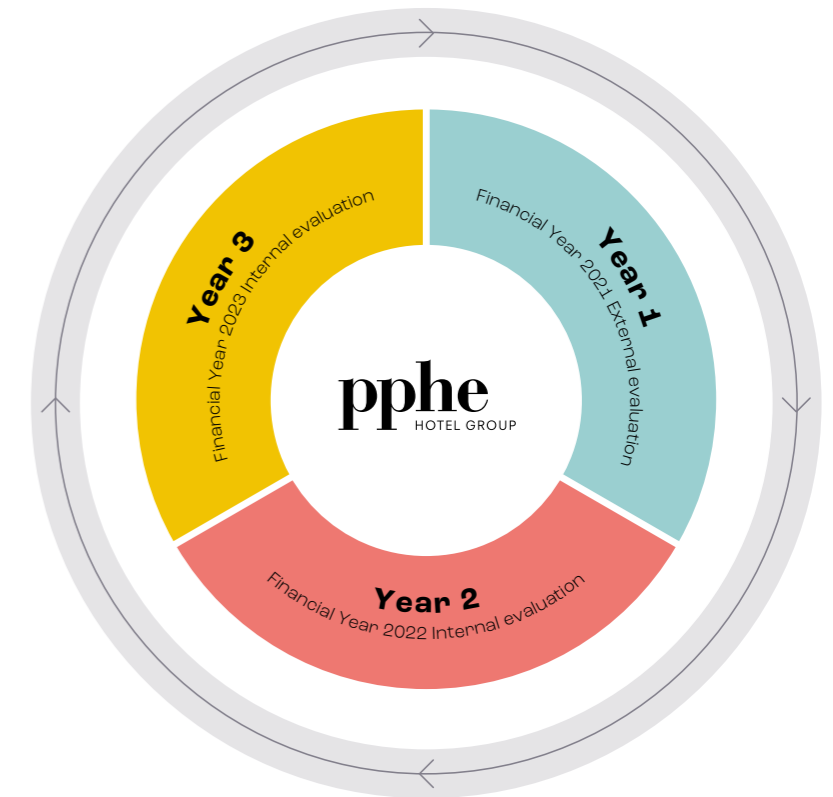 Year 1
Financial Year 2021 External evaluation
Year 2
Financial Year 2022 Internal evaluation
Year 3
Financial Year 2023 Internal evaluation
pphe
HOTEL GROUP